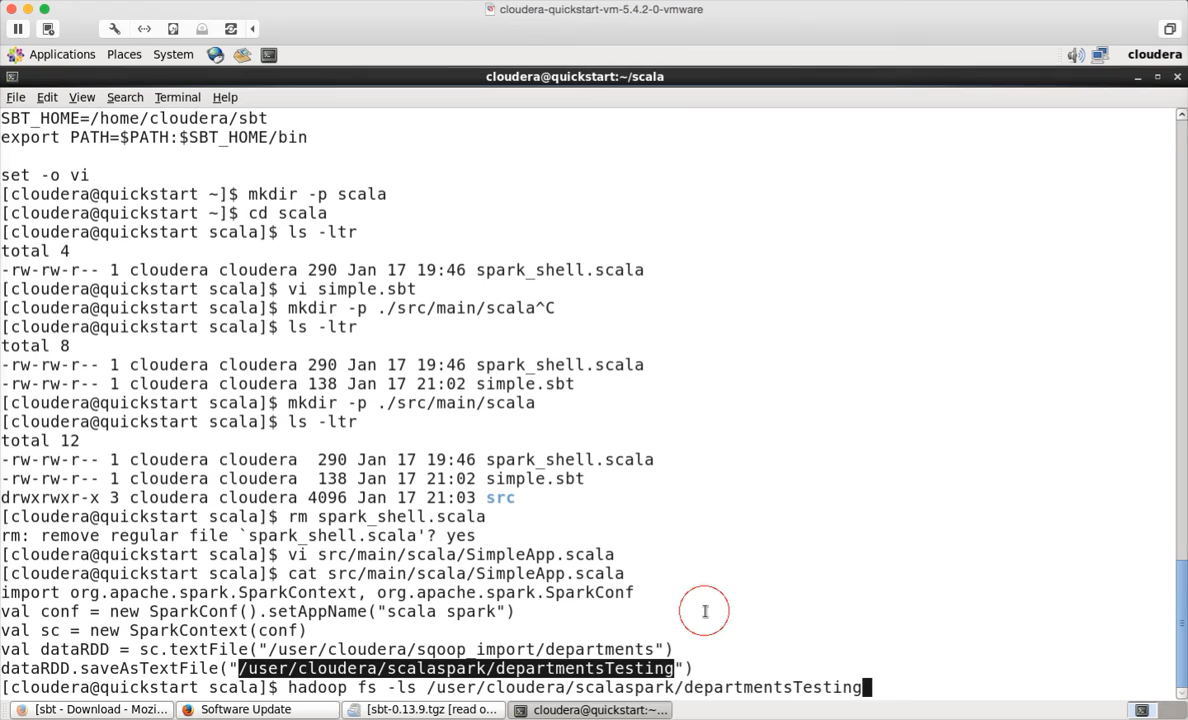 cloudera-quickstart-vm-5.4.2-0-vmware
Applications Places System cloudera
cloudera@quickstart:~/scala
File Edit View Search Terminal Help
SBT_HOME=/home/cloudera/sbt
export PATH=$PATH:$SBT_HOME/bin
set -o vi
[cloudera@quickstart ~]$ mkdir -p scala
[cloudera@quickstart ~]$ cd scala
[cloudera@quickstart scala]$ ls -ltr
total 4
-rw-rw-r-- 1 cloudera cloudera 290 Jan 17 19:46 spark_shell.scala
[cloudera@quickstart scala]$ vi simple.sbt
[cloudera@quickstart scala]$ mkdir -p ./src/main/scala^C
[cloudera@quickstart scala]$ ls -ltr
total 8
-rw-rw-r-- 1 cloudera cloudera 290 Jan 17 19:46 spark_shell.scala
-rw-rw-r-- 1 cloudera cloudera 138 Jan 17 21:02 simple.sbt
[cloudera@quickstart scala]$ mkdir -p ./src/main/scala
[cloudera@quickstart scala]$ ls -ltr
total 12
-rw-rw-r-- 1 cloudera cloudera  290 Jan 17 19:46 spark_shell.scala
-rw-rw-r-- 1 cloudera cloudera  138 Jan 17 21:02 simple.sbt
drwxrwxr-x 3 cloudera cloudera 4096 Jan 17 21:03 src
[cloudera@quickstart scala]$ rm spark_shell.scala
rm: remove regular file `spark_shell.scala'? yes
[cloudera@quickstart scala]$ vi src/main/scala/SimpleApp.scala
[cloudera@quickstart scala]$ cat src/main/scala/SimpleApp.scala
import org.apache.spark.SparkContext, org.apache.spark.SparkConf
val conf = new SparkConf().setAppName("scala spark")
val sc = new SparkContext(conf)
val dataRDD = sc.textFile("/user/cloudera/sqoop_import/departments")
dataRDD.saveAsTextFile("/user/cloudera/scalaspark/departmentsTesting")
[cloudera@quickstart scala]$ hadoop fs -ls /user/cloudera/scalaspark/departmentsTesting
[sbt - Download - Mozi... Software Update [sbt-0.13.9.tgz [read o... cloudera@quickstart:~...